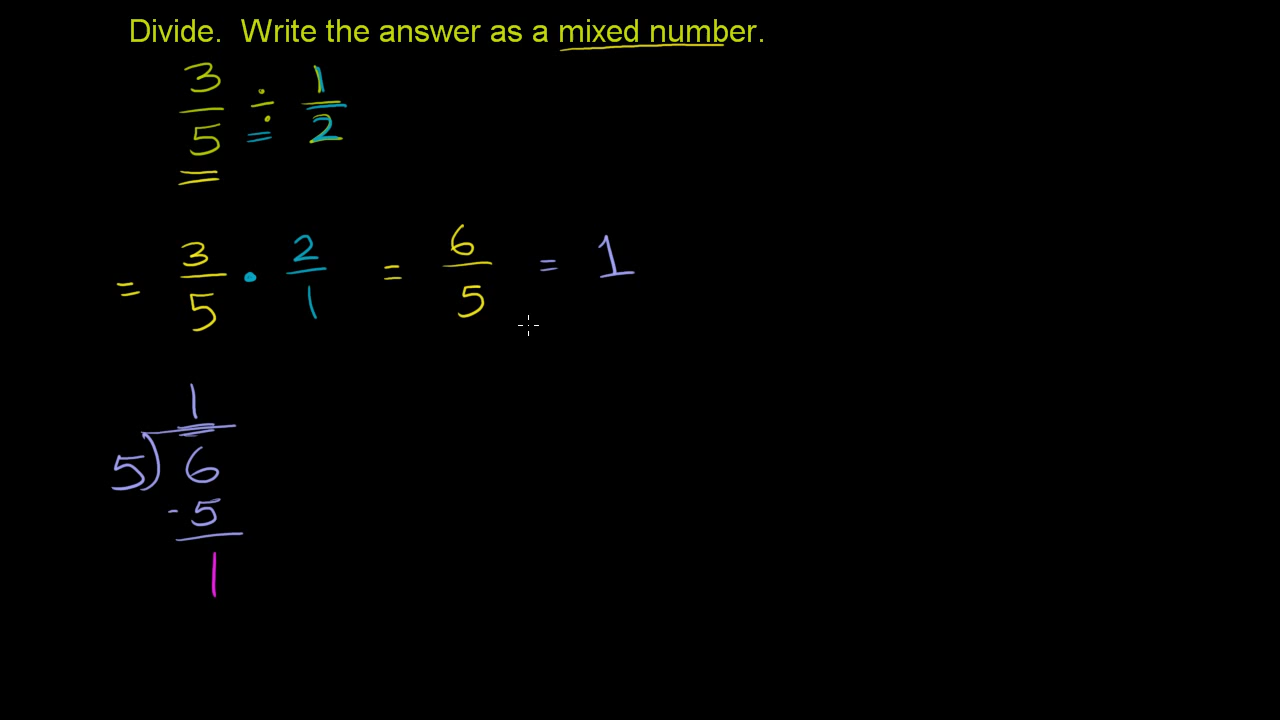 Divide. Write the answer as a mixed number.
3/5 ÷ 1/2
= 3/5 · 2/1 = 6/5 = 1
1
5)6
-5
1